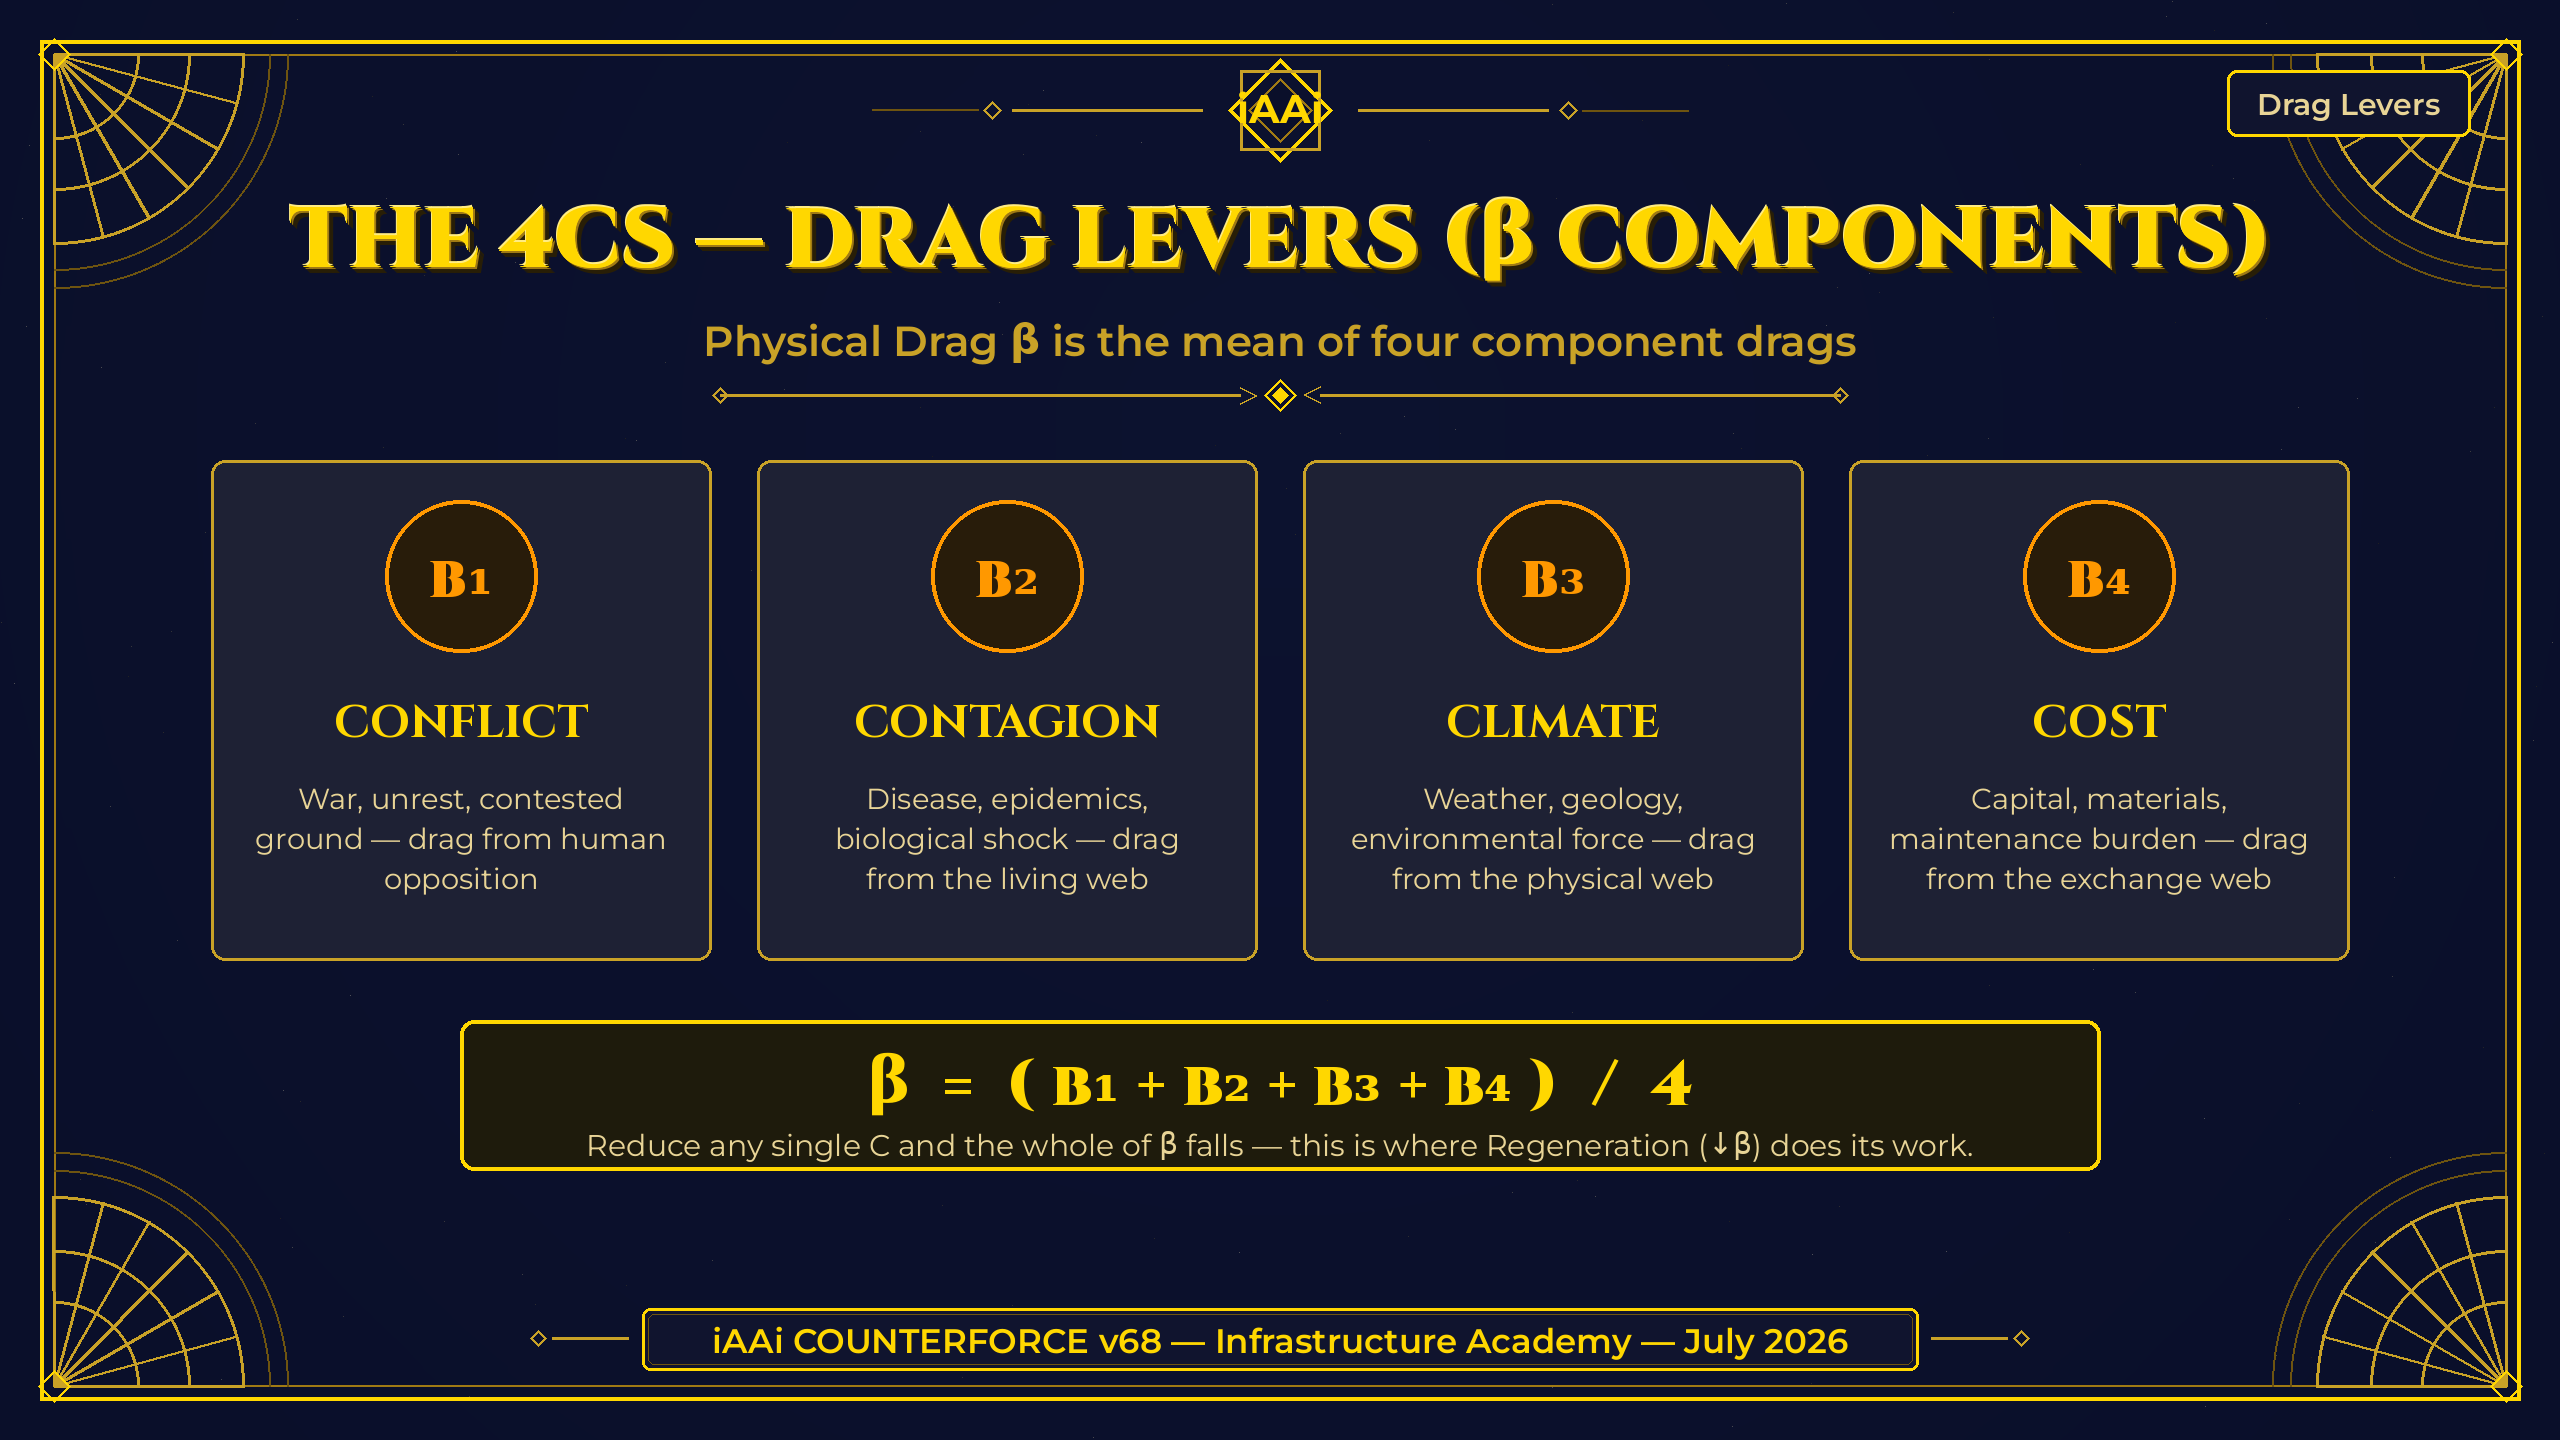 iAAi
Drag Levers
THE 4CS — DRAG LEVERS (β COMPONENTS)
Physical Drag β is the mean of four component drags
B1
CONFLICT
War, unrest, contested
ground — drag from human
opposition
B2
CONTAGION
Disease, epidemics,
biological shock — drag
from the living web
B3
CLIMATE
Weather, geology,
environmental force — drag
from the physical web
B4
COST
Capital, materials,
maintenance burden — drag
from the exchange web
β = ( B1 + B2 + B3 + B4 ) / 4
Reduce any single C and the whole of β falls — this is where Regeneration (↓β) does its work.
iAAi COUNTERFORCE v68 — Infrastructure Academy — July 2026